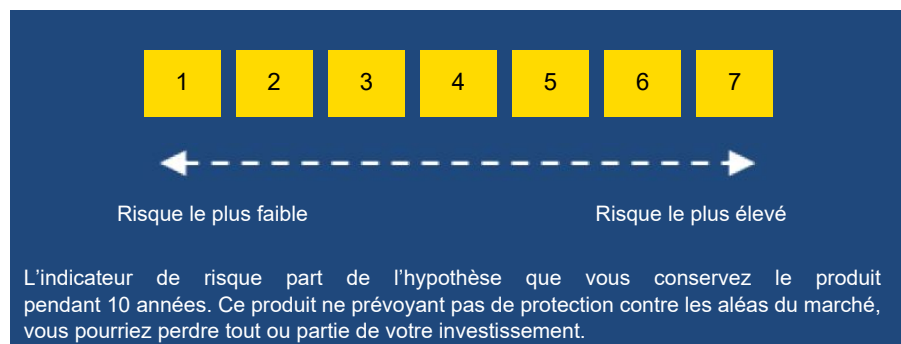 1 2 3 4 5 6 7
Risque le plus faible Risque le plus élevé
L’indicateur de risque part de l’hypothèse que vous conservez le produit
pendant 10 années. Ce produit ne prévoyant pas de protection contre les aléas du marché,
vous pourriez perdre tout ou partie de votre investissement.